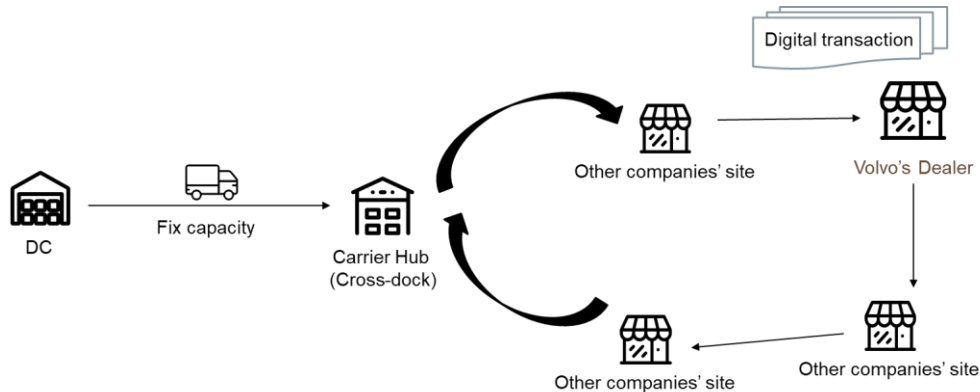 Digital transaction
Other companies’ site
Volvo’s Dealer
Fix capacity
DC
Carrier Hub
(Cross-dock)
Other companies’ site
Other companies’ site